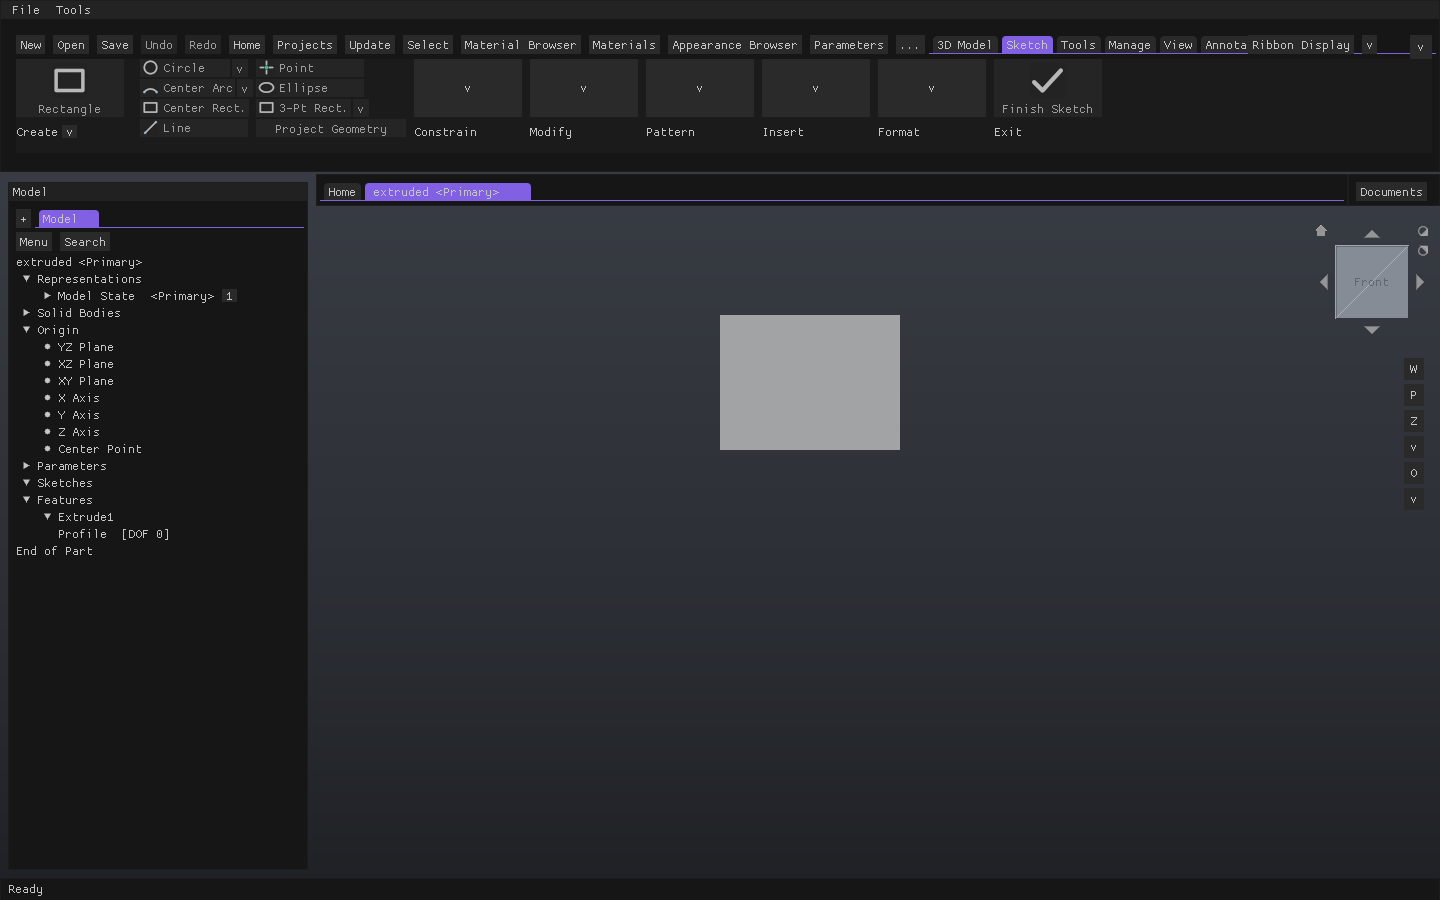 File Tools
New Open Save Undo Redo Home Projects Update Select Material Browser Materials Appearance Browser Parameters ... 3D Model Sketch Tools Manage View Annota Ribbon Display v v
Circle v Point
Center Arc v Ellipse
Rectangle Center Rect. 3-Pt Rect. v
Line Project Geometry
v v v v v Finish Sketch
Create v Constrain Modify Pattern Insert Format Exit
Model
Home extruded <Primary> Documents
+ Model
Menu Search
extruded <Primary>
Representations
Model State <Primary> 1
Solid Bodies
Origin
YZ Plane
XZ Plane
XY Plane
X Axis
Y Axis
Z Axis
Center Point
Parameters
Sketches
Features
Extrude1
Profile [DOF 0]
End of Part
Front
W
P
Z
v
O
v
Ready